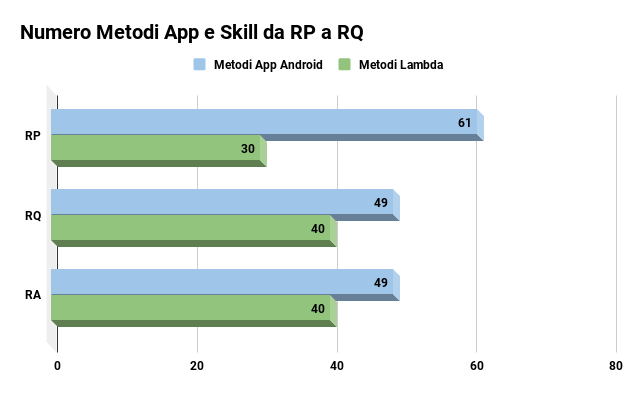 Numero Metodi App e Skill da RP a RQ
Metodi App Android Metodi Lambda
RP 61
30
RQ 49
40
RA 49
40
0 20 40 60 80